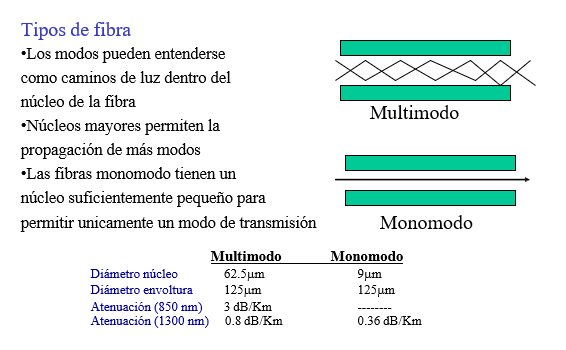 Tipos de fibra
•Los modos pueden entenderse
como caminos de luz dentro del
núcleo de la fibra
•Núcleos mayores permiten la
propagación de más modos
•Las fibras monomodo tienen un
núcleo suficientemente pequeño para
permitir unicamente un modo de transmisión
Multimodo
Monomodo
Multimodo Monomodo
Diámetro núcleo 62.5μm 9μm
Diámetro envoltura 125μm 125μm
Atenuación (850 nm) 3 dB/Km --------
Atenuación (1300 nm) 0.8 dB/Km 0.36 dB/Km